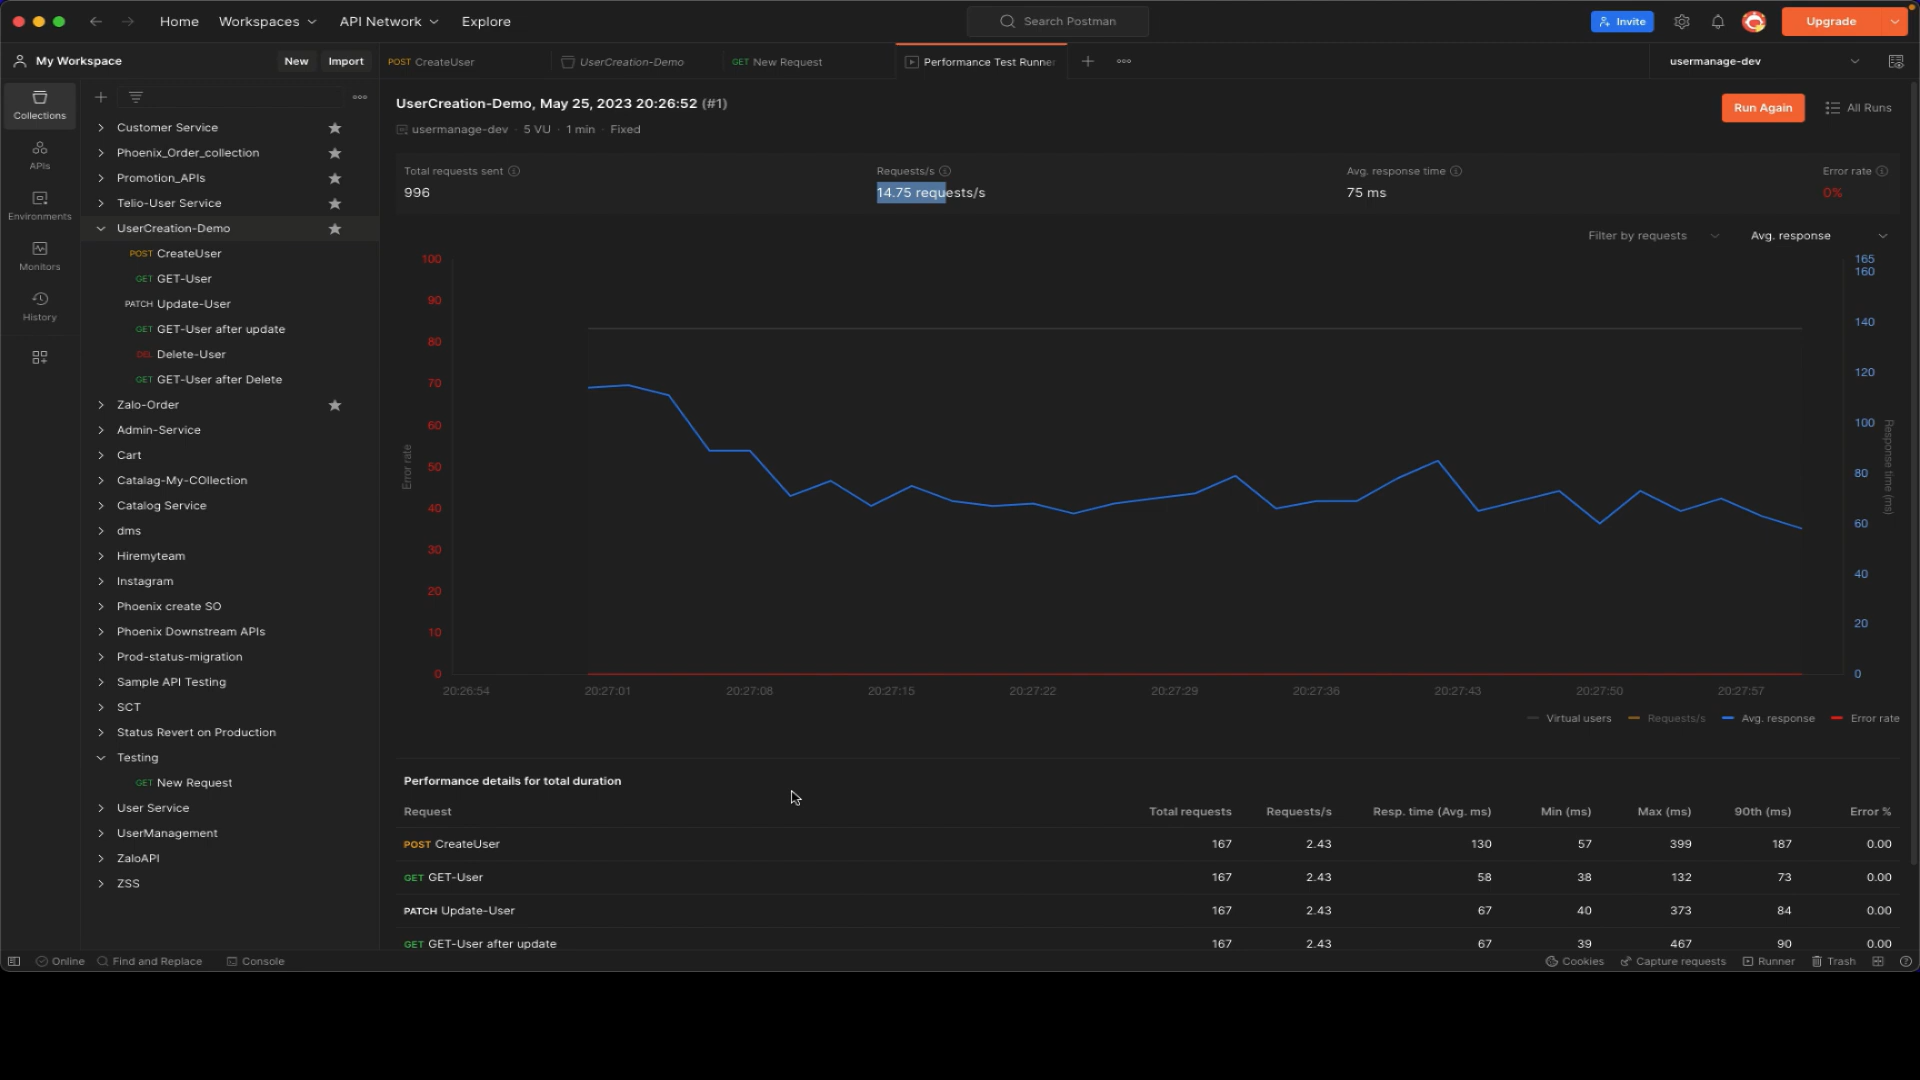 Home Workspaces API Network Explore Search Postman Invite Upgrade
My Workspace New Import POST CreateUser UserCreation-Demo GET New Request Performance Test Runne usermanage-dev
Collections
APIs
Environments
Monitors
History
Customer Service
Phoenix_Order_collection
Promotion_APIs
Telio-User Service
UserCreation-Demo
POST CreateUser
GET GET-User
PATCH Update-User
GET GET-User after update
DEL Delete-User
GET GET-User after Delete
Zalo-Order
Admin-Service
Cart
Catalag-My-COllection
Catalog Service
dms
Hiremyteam
Instagram
Phoenix create SO
Phoenix Downstream APIs
Prod-status-migration
Sample API Testing
SCT
Status Revert on Production
Testing
GET New Request
User Service
UserManagement
ZaloAPI
ZSS
UserCreation-Demo, May 25, 2023 20:26:52 (#1)
Run Again All Runs
usermanage-dev · 5 VU · 1 min · Fixed
Total requests sent Requests/s Avg. response time Error rate
996 14.75 requests/s 75 ms 0%
Filter by requests Avg. response
100
90
80
70
60
50
40
30
20
10
0
Error rate
165
160
140
120
100
80
60
40
20
0
Response time (ms)
20:26:54 20:27:01 20:27:08 20:27:15 20:27:22 20:27:29 20:27:36 20:27:43 20:27:50 20:27:57
Virtual users Requests/s Avg. response Error rate
Performance details for total duration
Request Total requests Requests/s Resp. time (Avg. ms) Min (ms) Max (ms) 90th (ms) Error %
POST CreateUser 167 2.43 130 57 399 187 0.00
GET GET-User 167 2.43 58 38 132 73 0.00
PATCH Update-User 167 2.43 67 40 373 84 0.00
GET GET-User after update 167 2.43 67 39 467 90 0.00
Online Find and Replace Console Cookies Capture requests Runner Trash